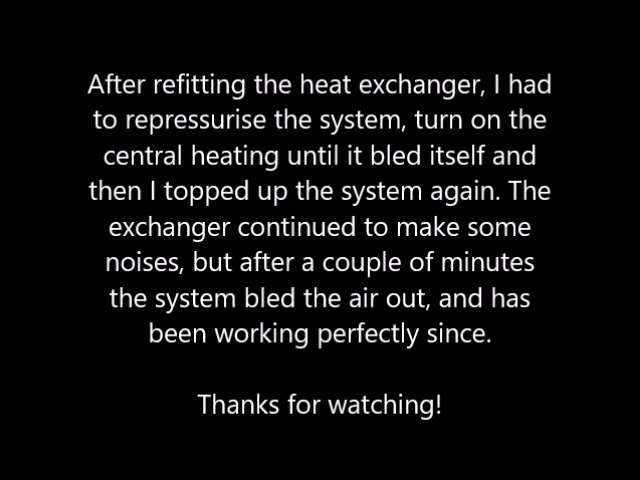 After refitting the heat exchanger, I had
to repressurise the system, turn on the
central heating until it bled itself and
then I topped up the system again. The
exchanger continued to make some
noises, but after a couple of minutes
the system bled the air out, and has
been working perfectly since.
Thanks for watching!